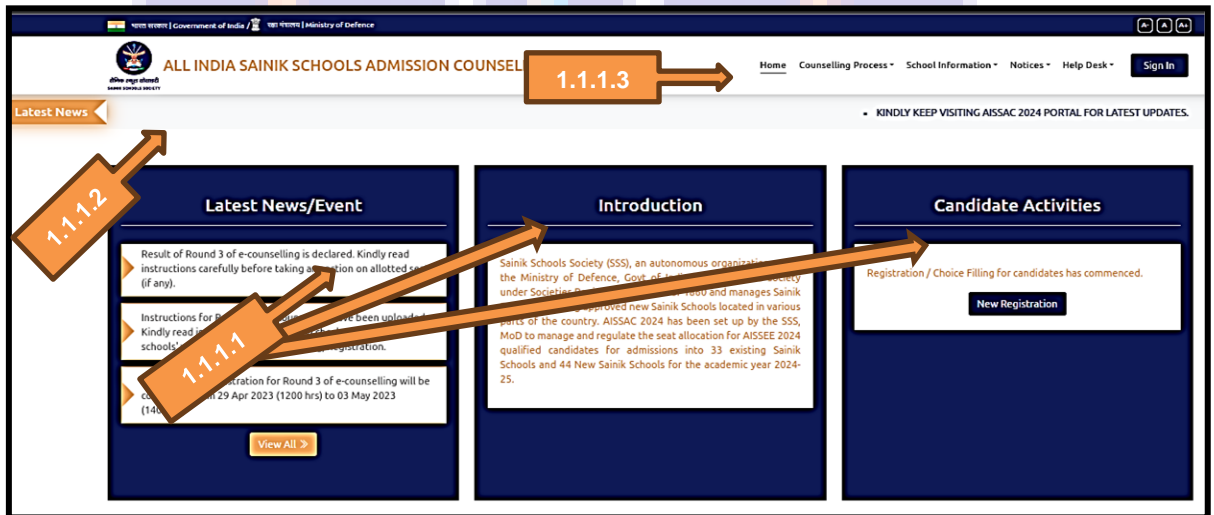 भारत सरकार | Government of India / रक्षा मंत्रालय | Ministry of Defence
A- A A+
सैनिक स्कूल सोसाइटी
SAINIK SCHOOLS SOCIETY
ALL INDIA SAINIK SCHOOLS ADMISSION COUNSEL
1.1.1.3
Home Counselling Process School Information Notices Help Desk Sign In
Latest News
• KINDLY KEEP VISITING AISSAC 2024 PORTAL FOR LATEST UPDATES.
1.1.1.2
Latest News/Event
Result of Round 3 of e-counselling is declared. Kindly read
instructions carefully before taking on allotted
(if any).
Instructions for been uploaded
Kindly read
schools' registration.
1.1.1.1
for Round 3 of e-counselling will be
29 Apr 2023 (1200 hrs) to 03 May 2023
View All
Introduction
Sainik Schools Society (SSS), an autonomous
the Ministry of Defence, Govt of
under Societies and manages Sainik
approved new Sainik Schools located in various
parts of the country. AISSAC 2024 has been set up by the SSS,
MoD to manage and regulate the seat allocation for AISSEE 2024
qualified candidates for admissions into 33 existing Sainik
Schools and 44 New Sainik Schools for the academic year 2024-
25.
Candidate Activities
Registration / Choice Filling for candidates has commenced.
New Registration